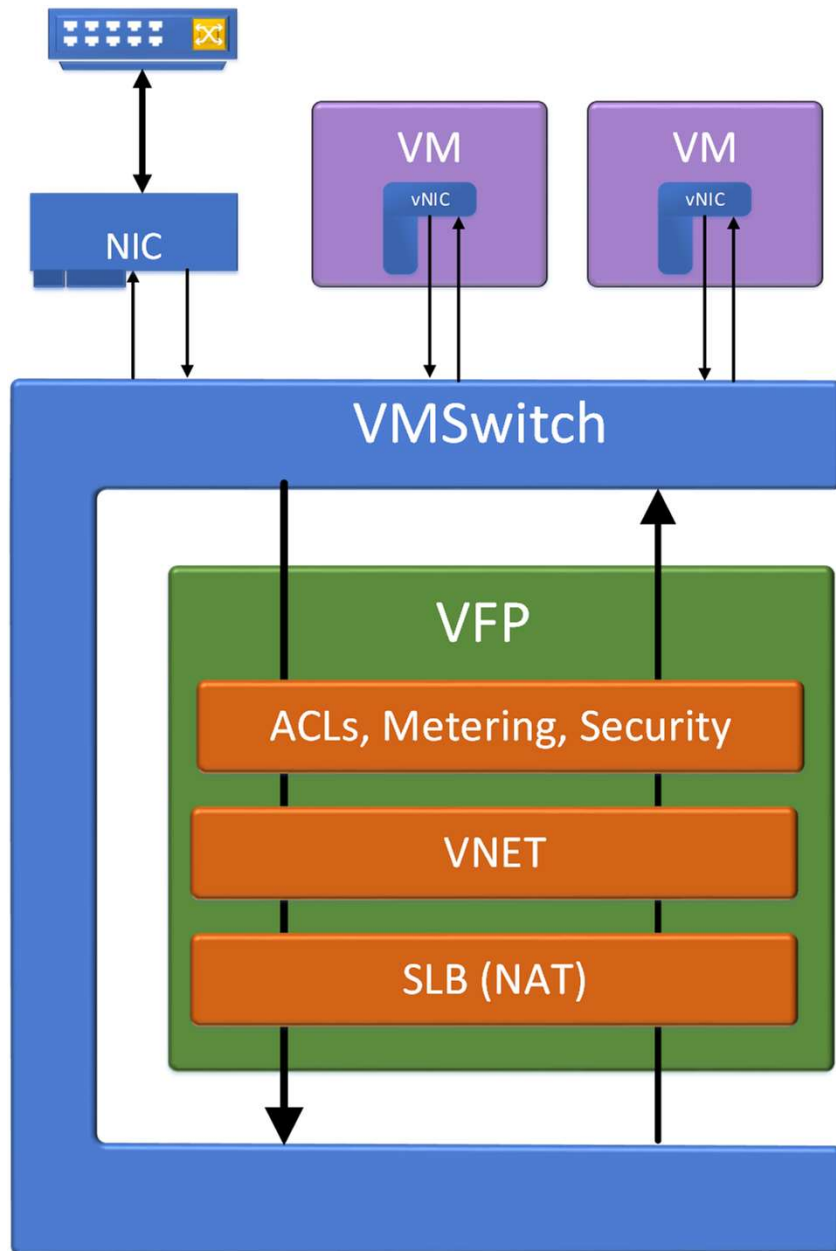 VM
VM
vNIC
vNIC
NIC
VMSwitch
VFP
ACLs, Metering, Security
VNET
SLB (NAT)